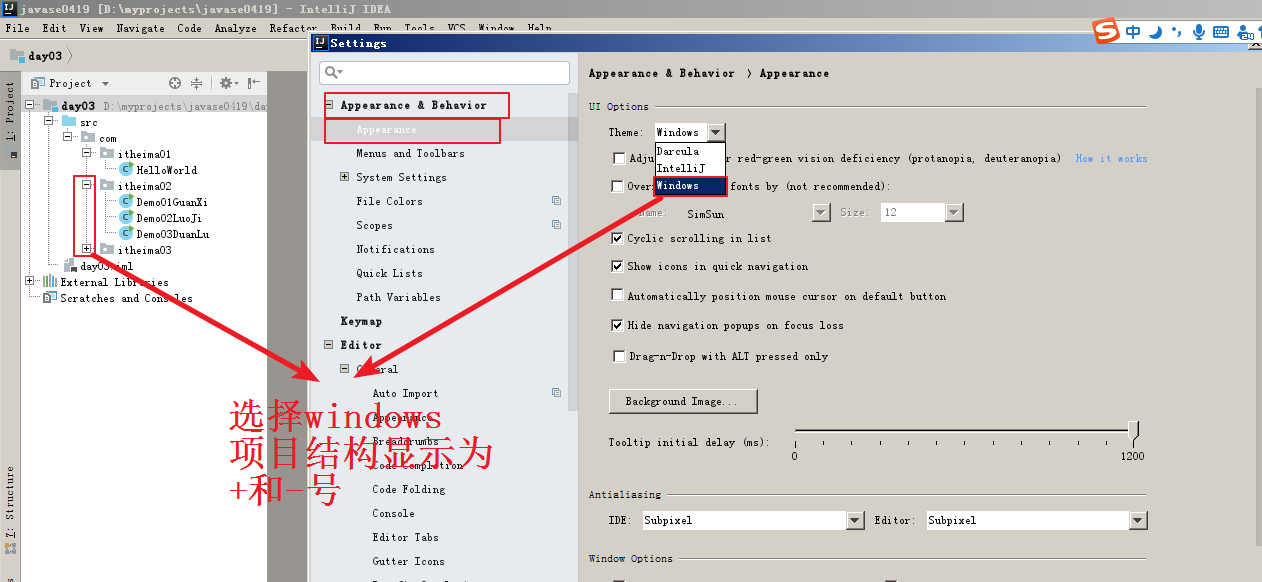 javase0419 [D:\myprojects\javase0419] - IntelliJ IDEA
File Edit View Navigate Code Analyze Refactor Build Run Tools VCS Window Help
day03
中
1: Project
7: Structure
Project
day03 D:\myprojects\javase0419\da
src
com
itheima01
HelloWorld
itheima02
Demo01GuanXi
Demo02LuoJi
Demo03DuanLu
itheima03
day03.iml
External Libraries
Scratches and Consoles
Settings
Appearance & Behavior
Appearance
Menus and Toolbars
System Settings
File Colors
Scopes
Notifications
Quick Lists
Path Variables
Keymap
Editor
General
Auto Import
Appearance
Breadcrumbs
Code Completion
Code Folding
Console
Editor Tabs
Gutter Icons
选择windows
项目结构显示为
+和-号
Appearance & Behavior › Appearance
UI Options
Theme: Windows
Darcula
IntelliJ
Windows
Adju r red-green vision deficiency (protanopia, deuteranopia) How it works
Over fonts by (not recommended):
Name: SimSun Size: 12
Cyclic scrolling in list
Show icons in quick navigation
Automatically position mouse cursor on default button
Hide navigation popups on focus loss
Drag-n-Drop with ALT pressed only
Background Image...
Tooltip initial delay (ms):
0 1200
Antialiasing
IDE: Subpixel Editor: Subpixel
Window Options